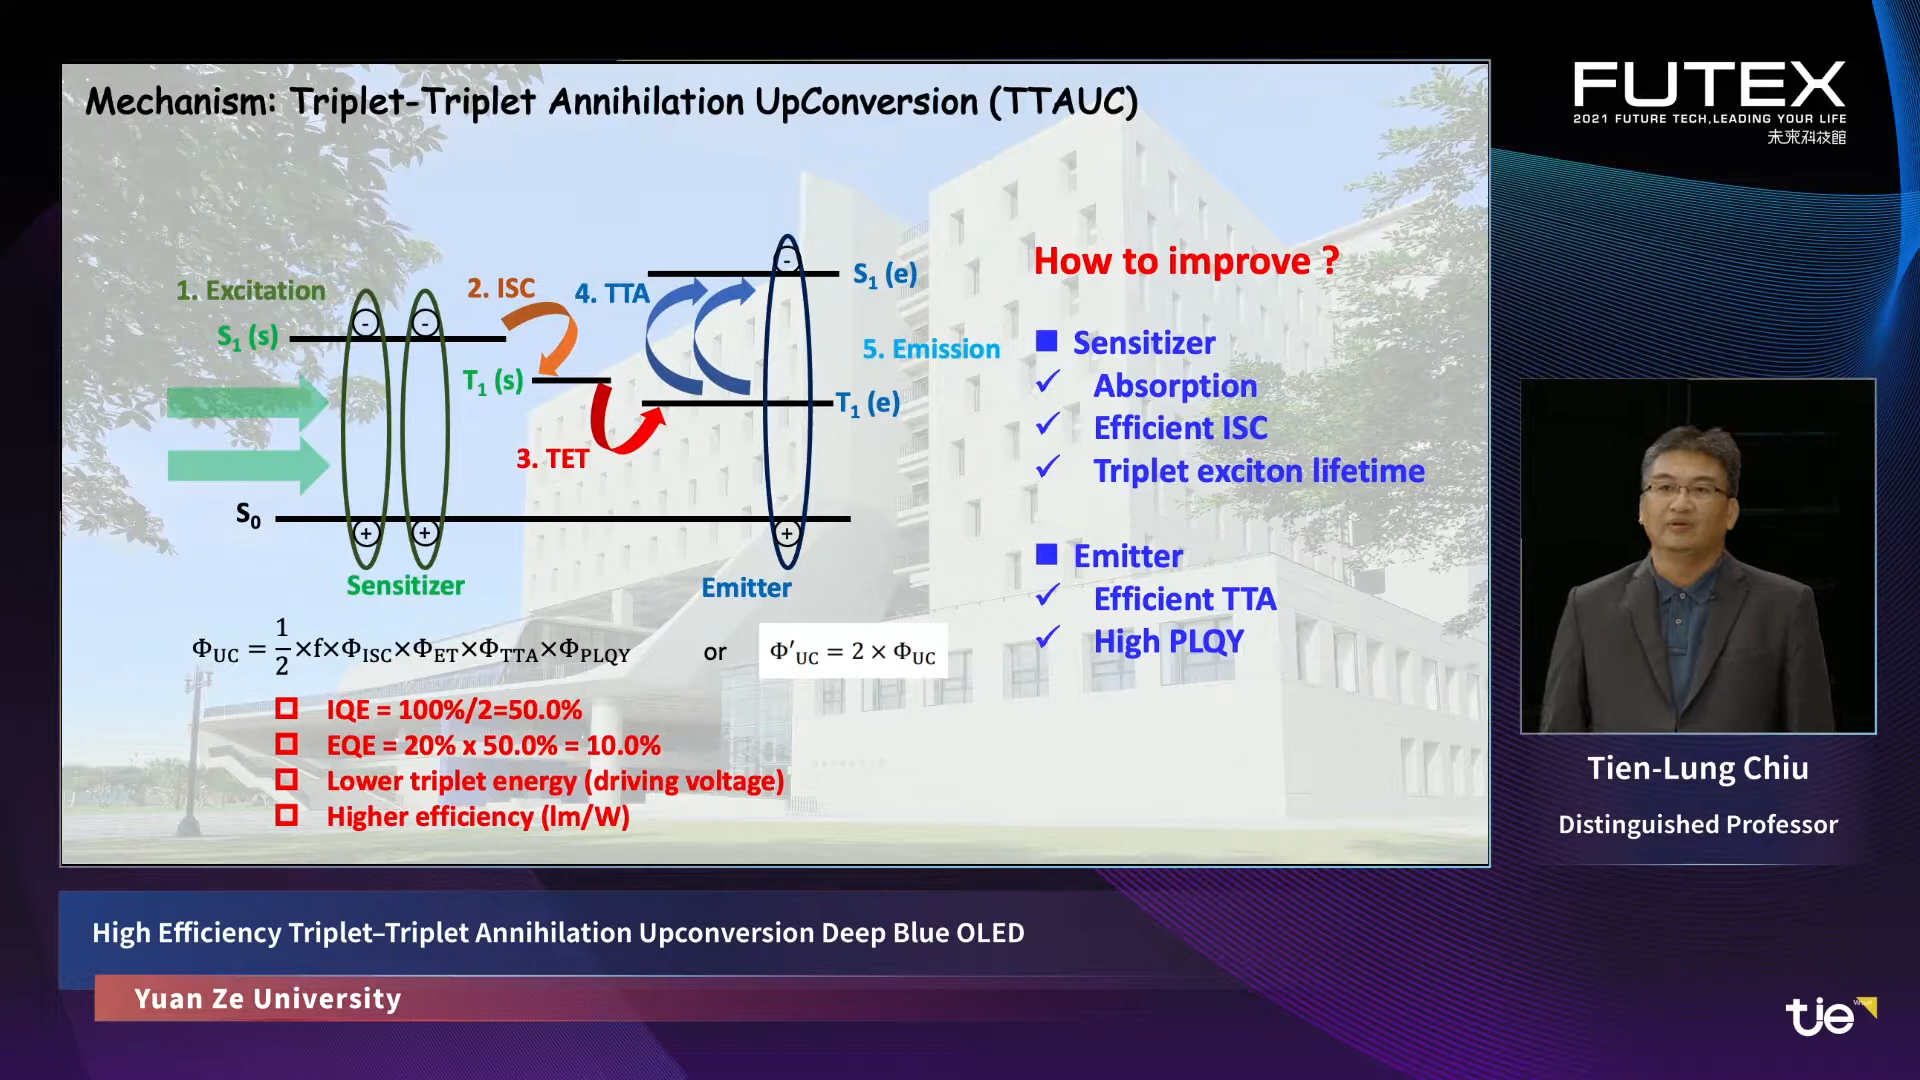 Mechanism: Triplet-Triplet Annihilation UpConversion (TTAUC)
FUTEX
2021 FUTURE TECH,LEADING YOUR LIFE
未來科技館
1. Excitation
2. ISC
4. TTA
S1 (s)
T1 (s)
3. TET
S1 (e)
5. Emission
T1 (e)
S0
- - -
+ + +
Sensitizer
Emitter
ΦUC = 1/2 ×f×ΦISC×ΦET×ΦTTA×ΦPLQY or Φ′UC = 2 × ΦUC
IQE = 100%/2=50.0%
EQE = 20% x 50.0% = 10.0%
Lower triplet energy (driving voltage)
Higher efficiency (lm/W)
How to improve ?
Sensitizer
✓ Absorption
✓ Efficient ISC
✓ Triplet exciton lifetime
Emitter
✓ Efficient TTA
✓ High PLQY
Tien-Lung Chiu
Distinguished Professor
High Efficiency Triplet–Triplet Annihilation Upconversion Deep Blue OLED
Yuan Ze University
tie